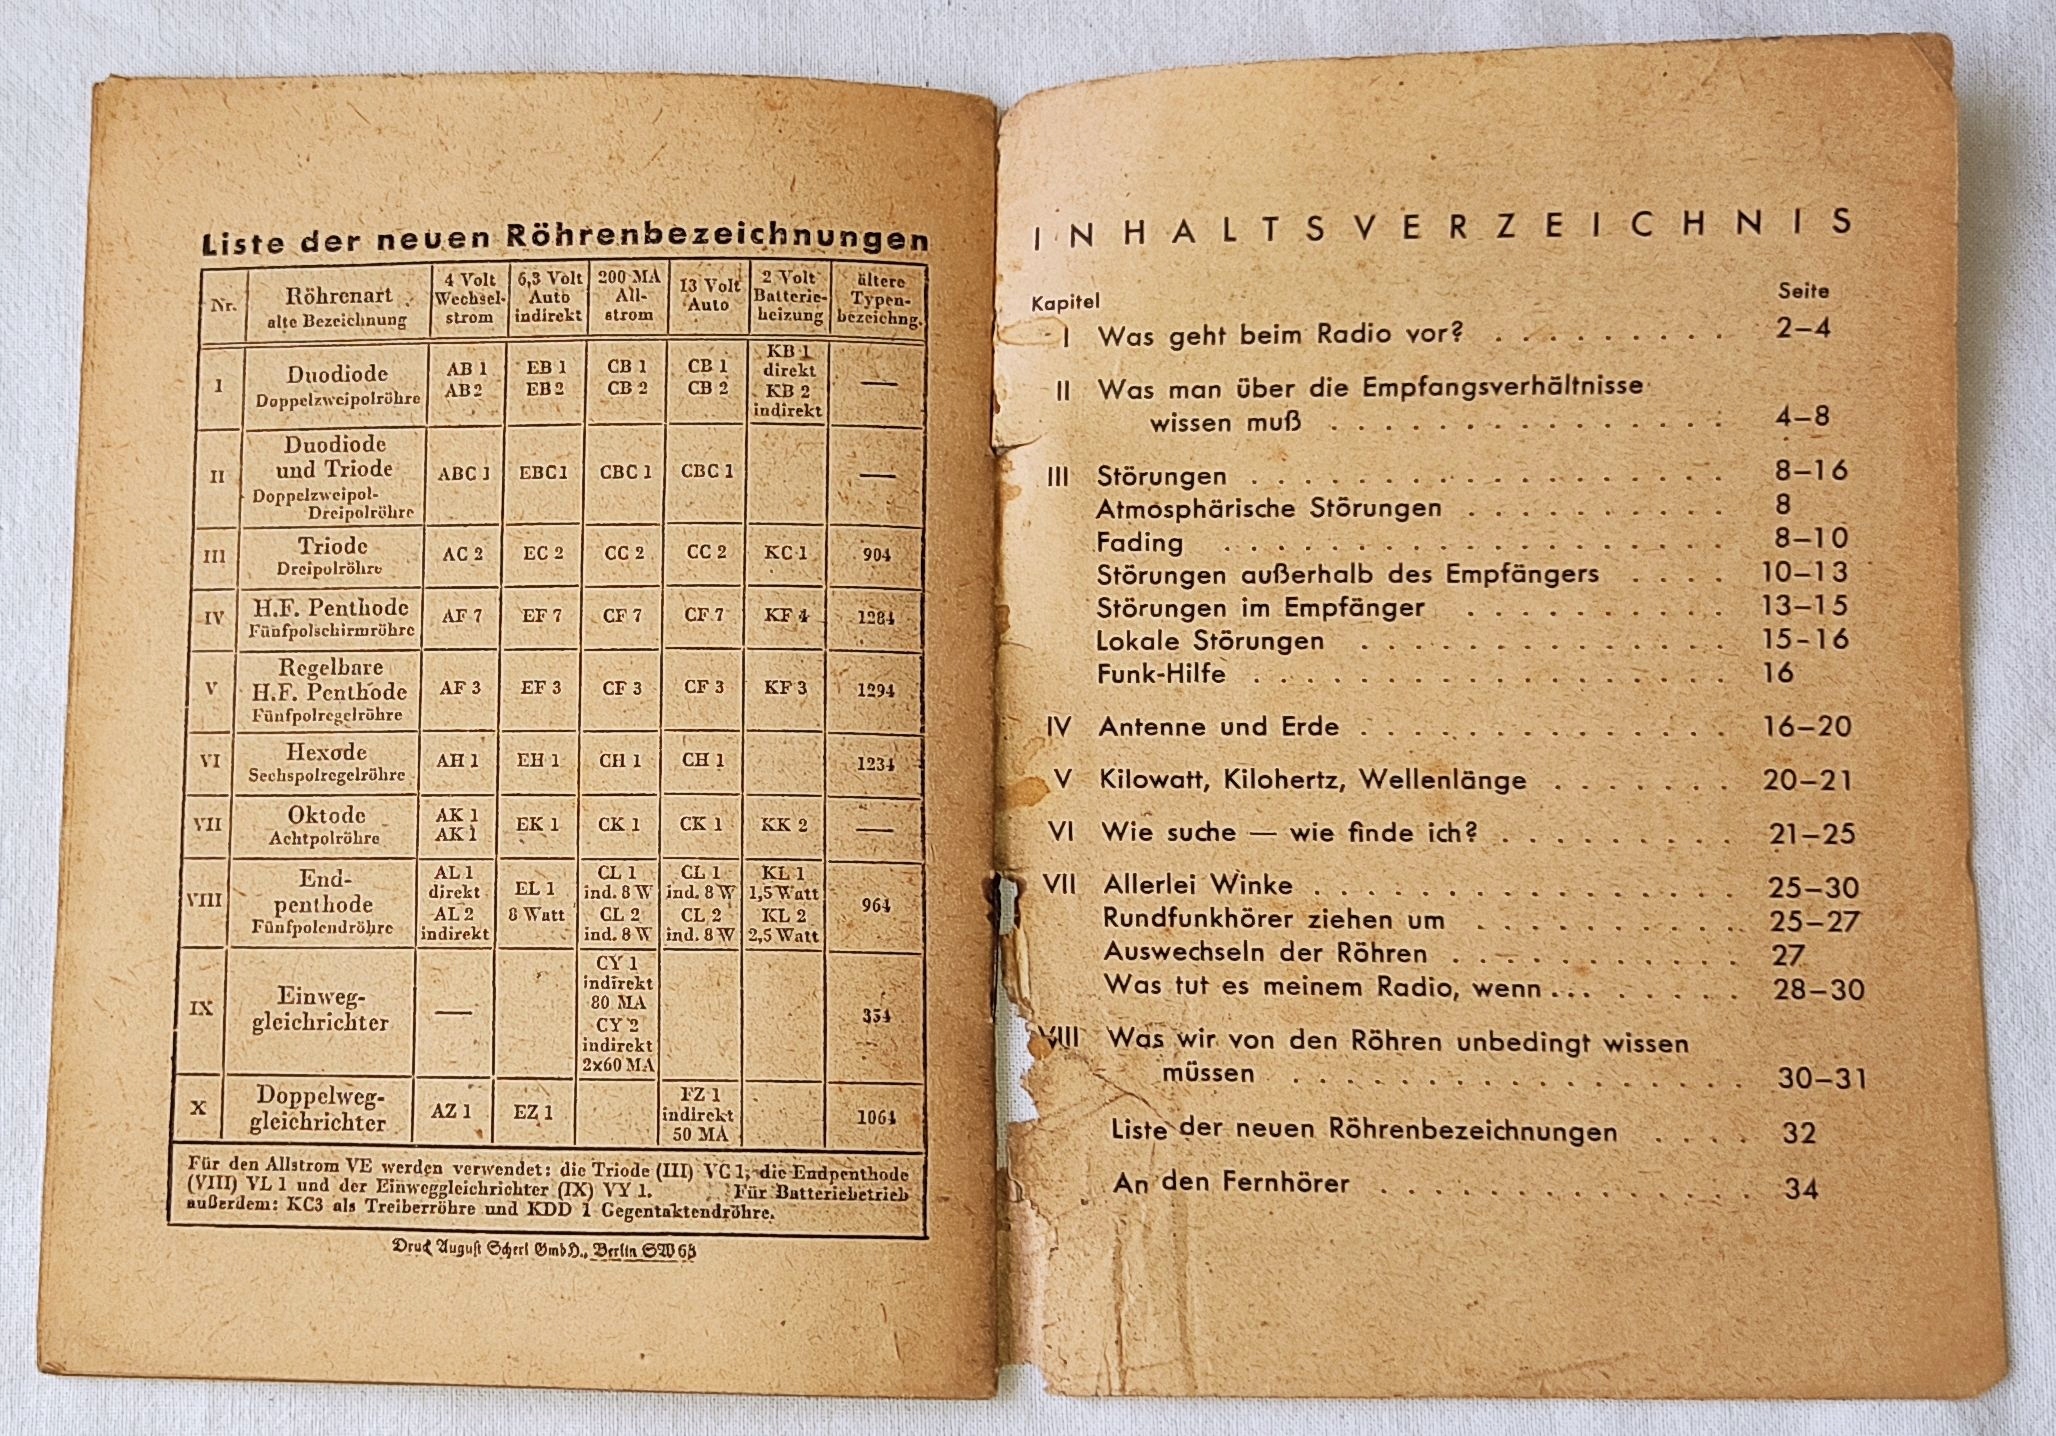 Liste der neuen Röhrenbezeichnungen
Nr. Röhrenart alte Bezeichnung 4 Volt Wechsel-strom 6,3 Volt Auto indirekt 200 MA All-strom 13 Volt Auto 2 Volt Batterie-heizung ältere Typen-bezeichng.
I Duodiode Doppelzweipolröhre AB 1 AB 2 EB 1 EB 2 CB 1 CB 2 CB 1 CB 2 KB 1 direkt KB 2 indirekt —
II Duodiode und Triode Doppelzweipol-Dreipolröhre ABC 1 EBC 1 CBC 1 CBC 1 —
III Triode Dreipolröhre AC 2 EC 2 CC 2 CC 2 KC 1 904
IV H.F. Penthode Fünfpolschirmröhre AF 7 EF 7 CF 7 CF 7 KF 4 1284
V Regelbare H.F. Penthode Fünfpolregelröhre AF 3 EF 3 CF 3 CF 3 KF 3 1294
VI Hexode Sechspolregelröhre AH 1 EH 1 CH 1 CH 1 1234
VII Oktode Achtpolröhre AK 1 AK 1 EK 1 CK 1 CK 1 KK 2 —
VIII End-penthode Fünfpolendröhre AL 1 direkt AL 2 indirekt EL 1 8 Watt CL 1 ind. 8 W CL 2 ind. 8 W CL 1 ind. 8 W CL 2 ind. 8 W KL 1 1,5 Watt KL 2 2,5 Watt 964
IX Einweg-gleichrichter — CY 1 indirekt 80 MA CY 2 indirekt 2x60 MA 354
X Doppelweg-gleichrichter AZ 1 EZ 1 FZ 1 indirekt 50 MA 1064
Für den Allstrom VE werden verwendet: die Triode (III) VC 1, die Endpenthode
(VIII) VL 1 und der Einweggleichrichter (IX) VY 1. Für Batteriebetrieb
außerdem: KC3 als Treiberröhre und KDD 1 Gegentaktendröhre.
Druck August Scherl GmbH., Berlin SW 68
INHALTSVERZEICHNIS
Kapitel Seite
I Was geht beim Radio vor? . . . . . . . . . 2–4
II Was man über die Empfangsverhältnisse
wissen muß . . . . . . . . . . . . . . . 4–8
III Störungen . . . . . . . . . . . . . . . . . . 8–16
Atmosphärische Störungen . . . . . . . . . . 8
Fading . . . . . . . . . . . . . . . . . . . 8–10
Störungen außerhalb des Empfängers . . . . 10–13
Störungen im Empfänger . . . . . . . . . . 13–15
Lokale Störungen . . . . . . . . . . . . . . 15-16
Funk-Hilfe . . . . . . . . . . . . . . . . . . 16
IV Antenne und Erde . . . . . . . . . . . . . . 16–20
V Kilowatt, Kilohertz, Wellenlänge . . . . . . . 20–21
VI Wie suche — wie finde ich? . . . . . . . . . 21–25
VII Allerlei Winke . . . . . . . . . . . . . . . . 25–30
Rundfunkhörer ziehen um . . . . . . . . . . 25–27
Auswechseln der Röhren . . . . . . . . . . . 27
Was tut es meinem Radio, wenn ... . . . . . 28–30
VIII Was wir von den Röhren unbedingt wissen
müssen . . . . . . . . . . . . . . . . . 30–31
Liste der neuen Röhrenbezeichnungen . . . . 32
An den Fernhörer . . . . . . . . . . . . . . 34